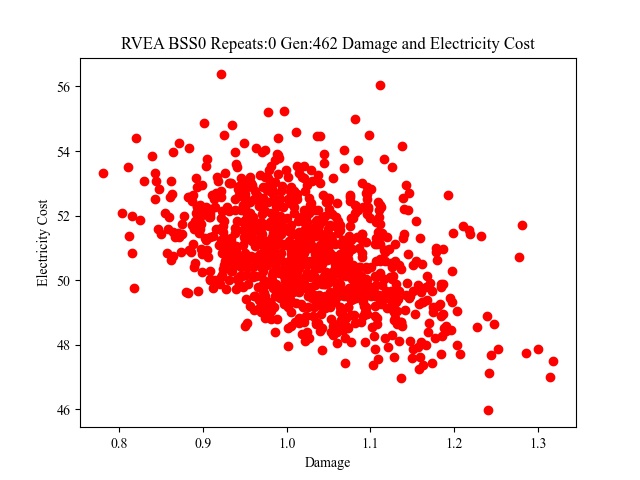 RVEA BSS0 Repeats:0 Gen:462 Damage and Electricity Cost
56
54
52
50
48
46
Electricity Cost
0.8 0.9 1.0 1.1 1.2 1.3
Damage